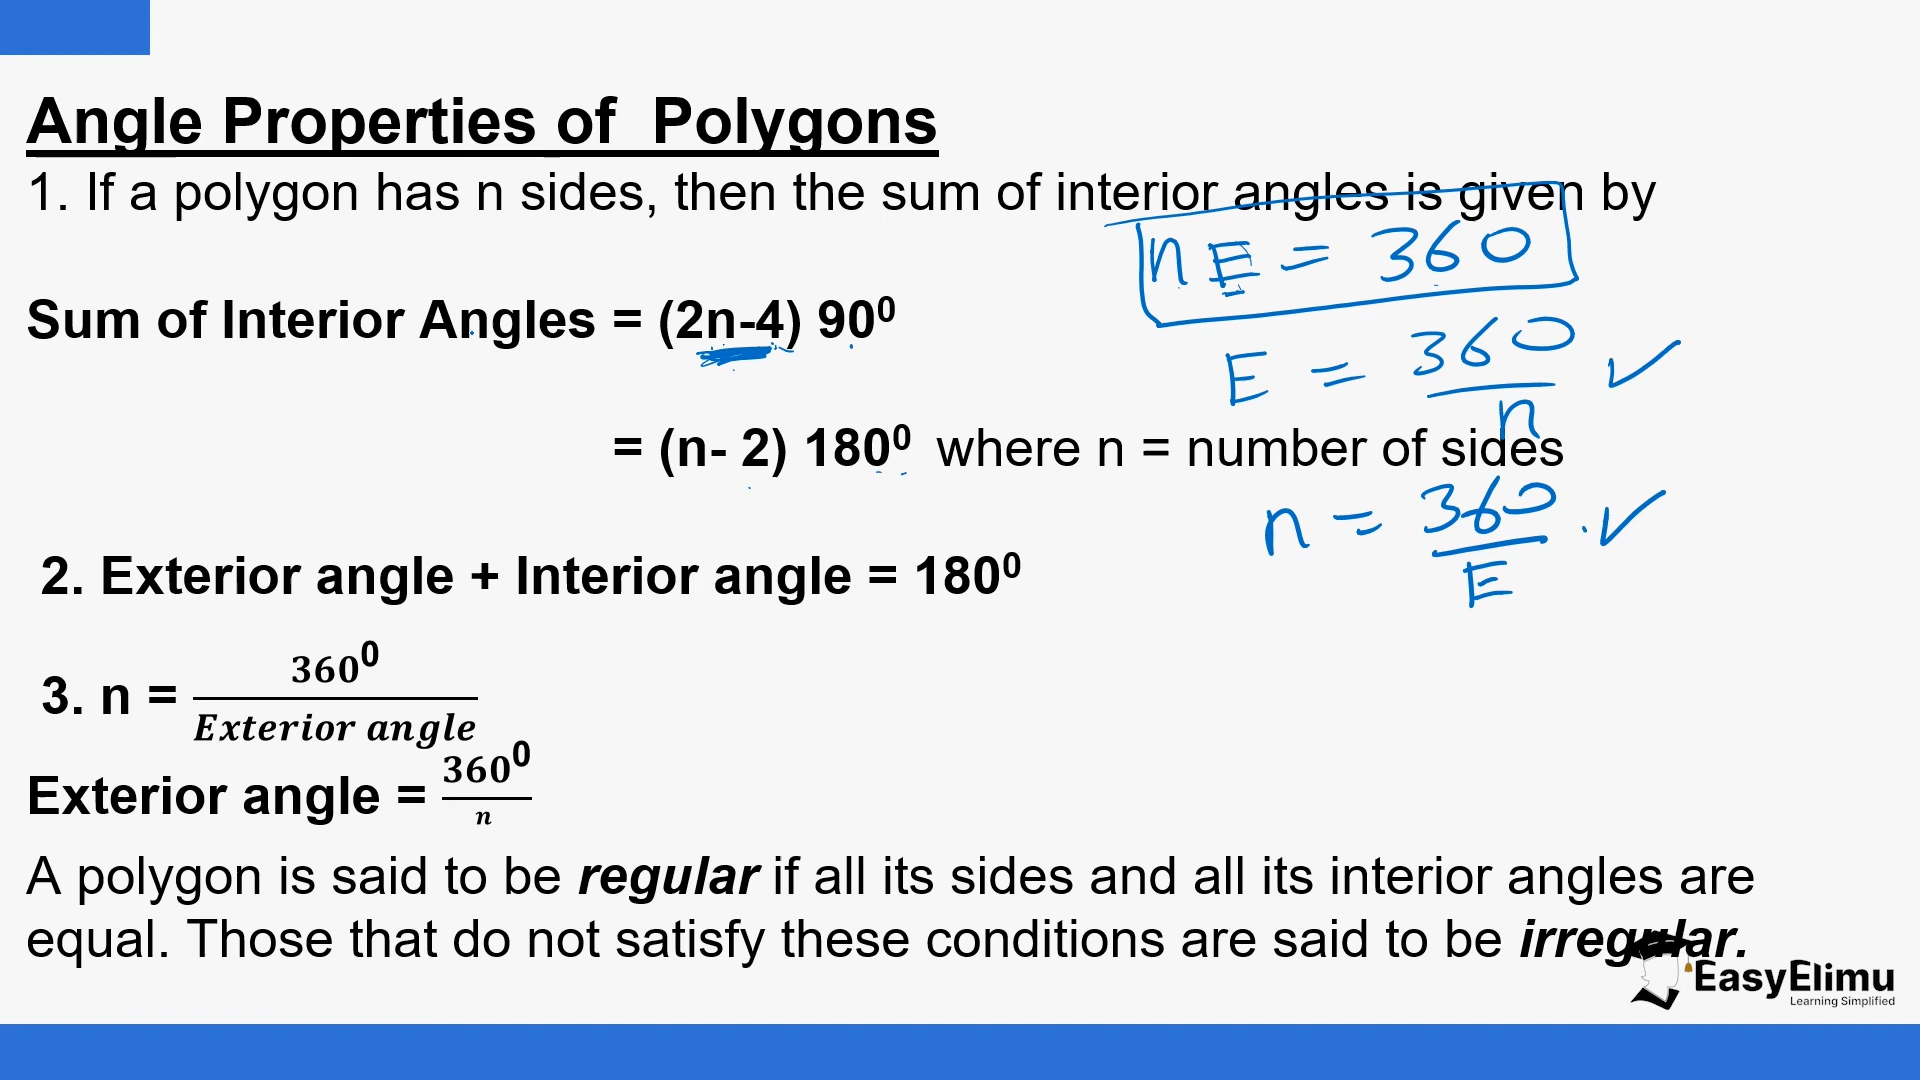 Angle Properties of  Polygons
1. If a polygon has n sides, then the sum of interior angles is given by
nE = 360
Sum of Interior Angles = (2n-4) 90⁰
E = 360/n ✓
= (n- 2) 180⁰ where n = number of sides
n = 360/E ✓
2. Exterior angle + Interior angle = 180⁰
3. n = 360⁰/Exterior angle
Exterior angle = 360⁰/n
A polygon is said to be regular if all its sides and all its interior angles are
equal. Those that do not satisfy these conditions are said to be irregular.
EasyElimu
Learning Simplified